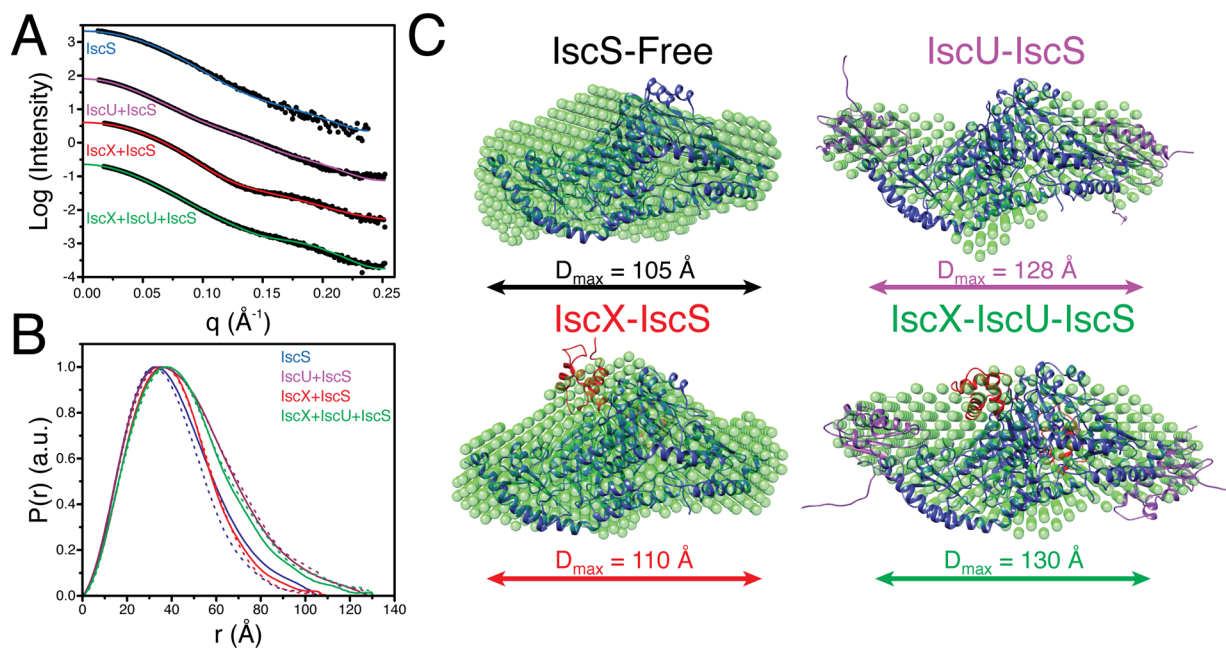 A
Log (Intensity)
3
2
1
0
-1
-2
-3
-4
IscS
IscU+IscS
IscX+IscS
IscX+IscU+IscS
0.00 0.05 0.10 0.15 0.20 0.25
q (Å⁻¹)
B
P(r) (a.u.)
1.0
0.8
0.6
0.4
0.2
0.0
IscS
IscU+IscS
IscX+IscS
IscX+IscU+IscS
0 20 40 60 80 100 120 140
r (Å)
C
IscS-Free
Dmax = 105 Å
IscU-IscS
Dmax = 128 Å
IscX-IscS
Dmax = 110 Å
IscX-IscU-IscS
Dmax = 130 Å